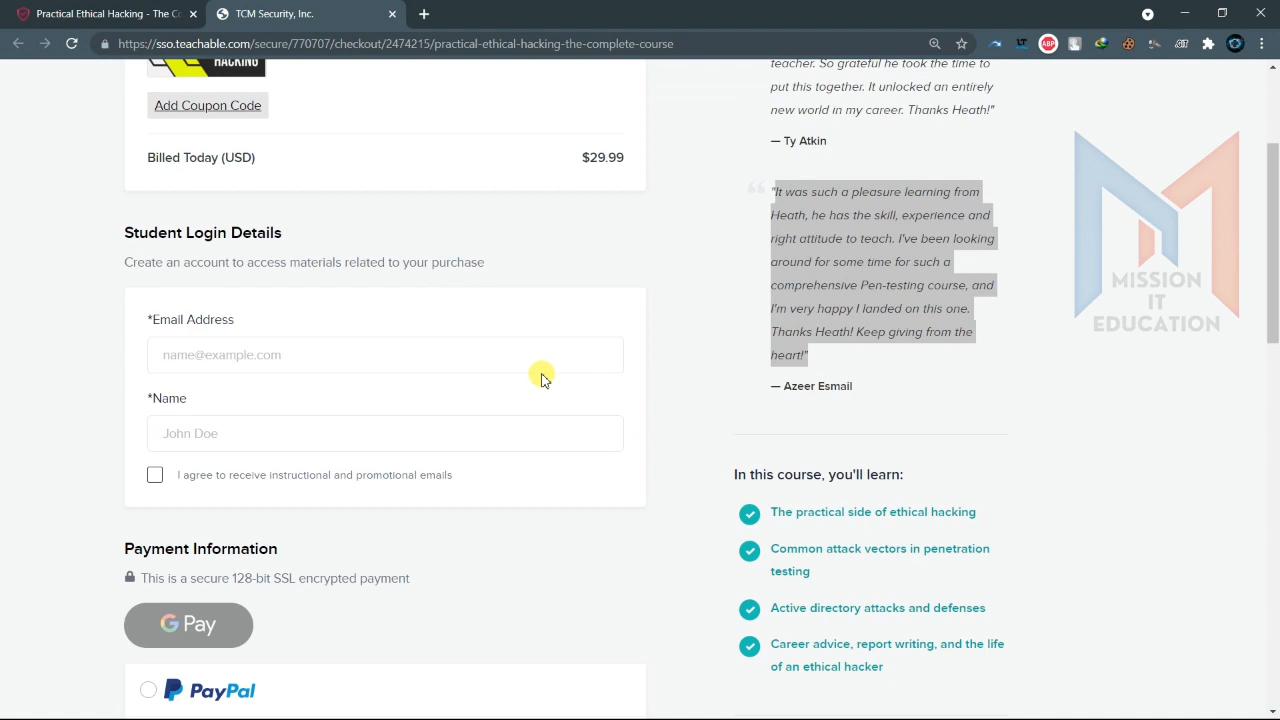 Practical Ethical Hacking - The Co
TCM Security, Inc.
https://sso.teachable.com/secure/770707/checkout/2474215/practical-ethical-hacking-the-complete-course
ABP
HACKING
Add Coupon Code
Billed Today (USD)
$29.99
Student Login Details
Create an account to access materials related to your purchase
*Email Address
name@example.com
*Name
John Doe
I agree to receive instructional and promotional emails
Payment Information
This is a secure 128-bit SSL encrypted payment
G Pay
PayPal
teacher. So grateful he took the time to
put this together. It unlocked an entirely
new world in my career. Thanks Heath!"
— Ty Atkin
"It was such a pleasure learning from
Heath, he has the skill, experience and
right attitude to teach. I've been looking
around for some time for such a
comprehensive Pen-testing course, and
I'm very happy I landed on this one.
Thanks Heath! Keep giving from the
heart!"
— Azeer Esmail
In this course, you'll learn:
The practical side of ethical hacking
Common attack vectors in penetration
testing
Active directory attacks and defenses
Career advice, report writing, and the life
of an ethical hacker
MISSION
IT
EDUCATION